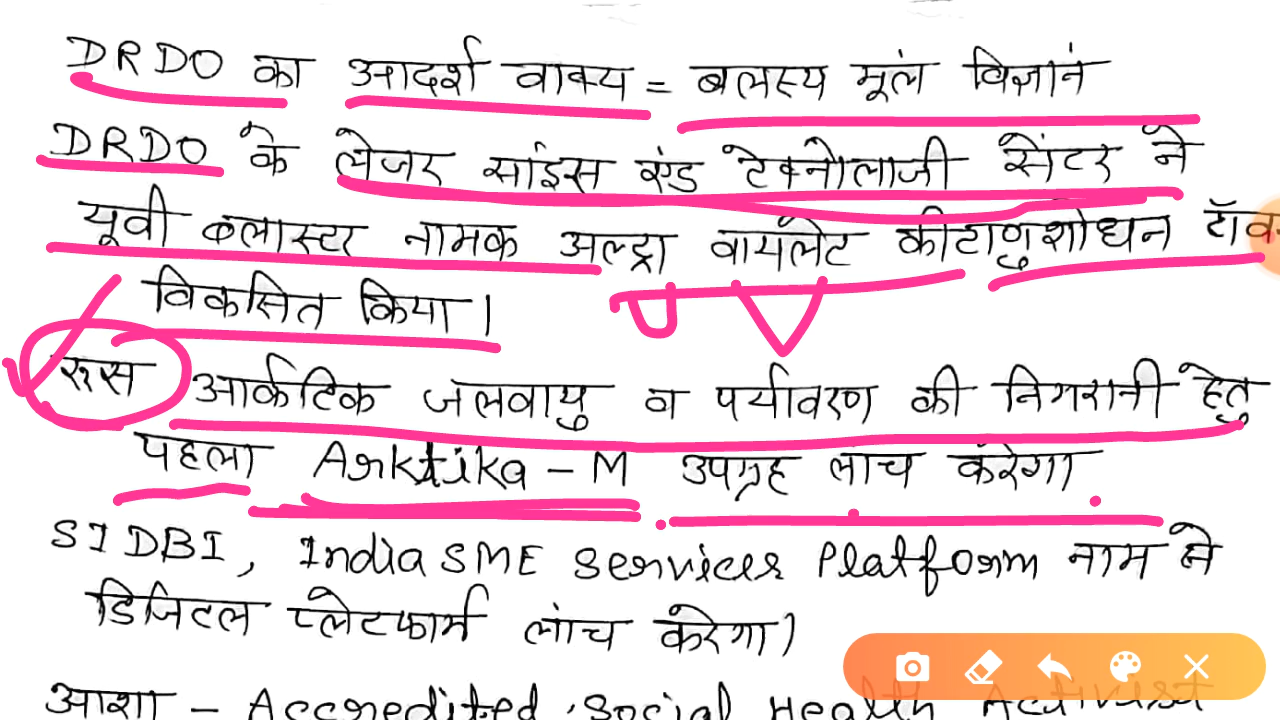 DRDO का आदर्श वाक्य = बलस्य मूलं विज्ञानं
DRDO के लेजर साइंस एंड टेक्नोलाजी सेंटर ने
यूवी ब्लास्टर नामक अल्ट्रा वायलेट कीटाणुशोधन टॉव
विकसित किया।
रूस आर्कटिक जलवायु व पर्यावरण की निगरानी हेतु
पहला Arktika - M उपग्रह लाच करेगा
SIDBI, India SME Services Platform नाम से
डिजिटल प्लेटफार्म लांच करेगा।
आशा - Accredited Social Health Activist